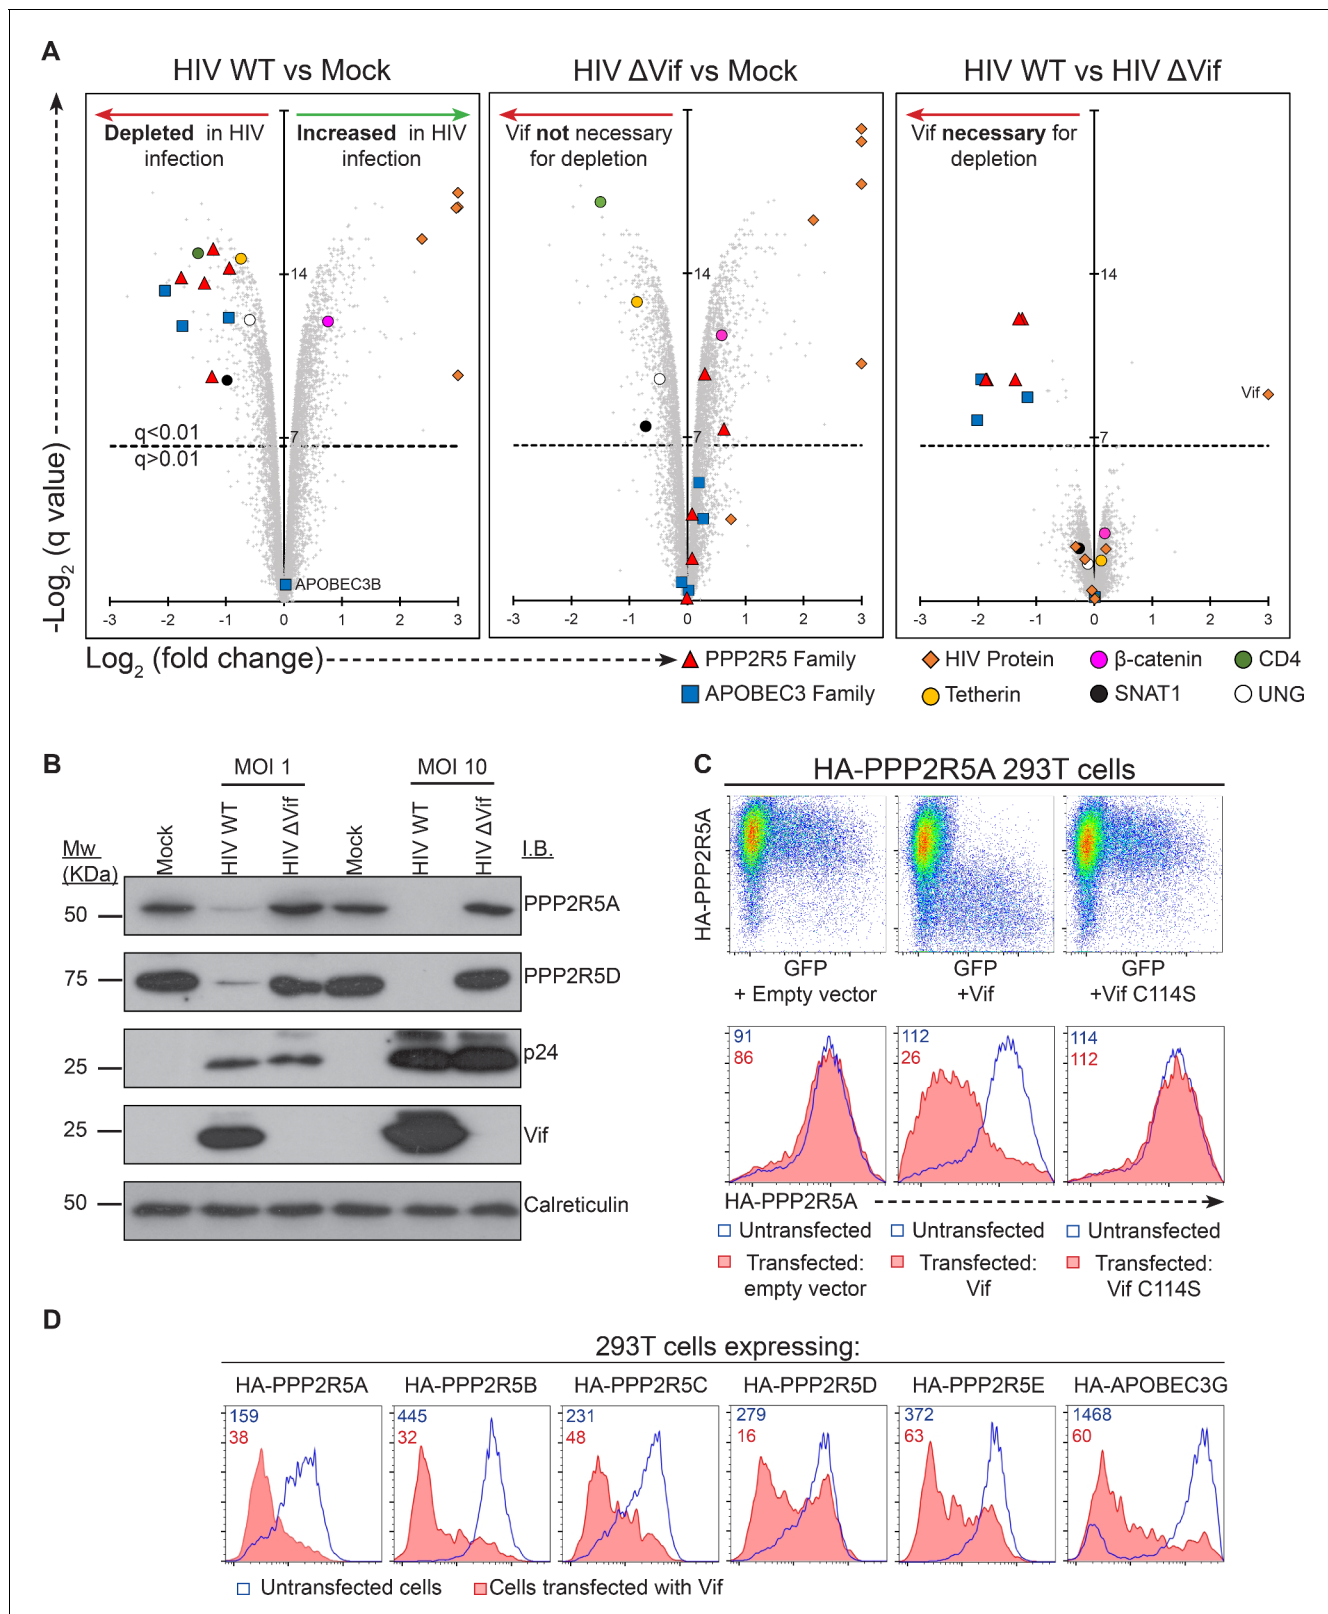 A
HIV WT vs Mock
HIV ΔVif vs Mock
HIV WT vs HIV ΔVif
Depleted in HIV
infection
Increased in HIV
infection
Vif not necessary
for depletion
Vif necessary for
depletion
14
14
14
7
7
7
q<0.01
q>0.01
Vif
APOBEC3B
-3 -2 -1 0 1 2 3
-3 -2 -1 0 1 2 3
-3 -2 -1 0 1 2 3
-Log2 (q value)
Log2 (fold change)
PPP2R5 Family
HIV Protein
β-catenin
CD4
APOBEC3 Family
Tetherin
SNAT1
UNG
B
MOI 1
MOI 10
Mw
(KDa)
Mock
HIV WT
HIV ΔVif
Mock
HIV WT
HIV ΔVif
I.B.
50
PPP2R5A
75
PPP2R5D
25
p24
25
Vif
50
Calreticulin
C
HA-PPP2R5A 293T cells
HA-PPP2R5A
GFP
+ Empty vector
GFP
+Vif
GFP
+Vif C114S
91
86
112
26
114
112
HA-PPP2R5A
Untransfected
Untransfected
Untransfected
Transfected:
empty vector
Transfected:
Vif
Transfected:
Vif C114S
D
293T cells expressing:
HA-PPP2R5A
HA-PPP2R5B
HA-PPP2R5C
HA-PPP2R5D
HA-PPP2R5E
HA-APOBEC3G
159
38
445
32
231
48
279
16
372
63
1468
60
Untransfected cells
Cells transfected with Vif